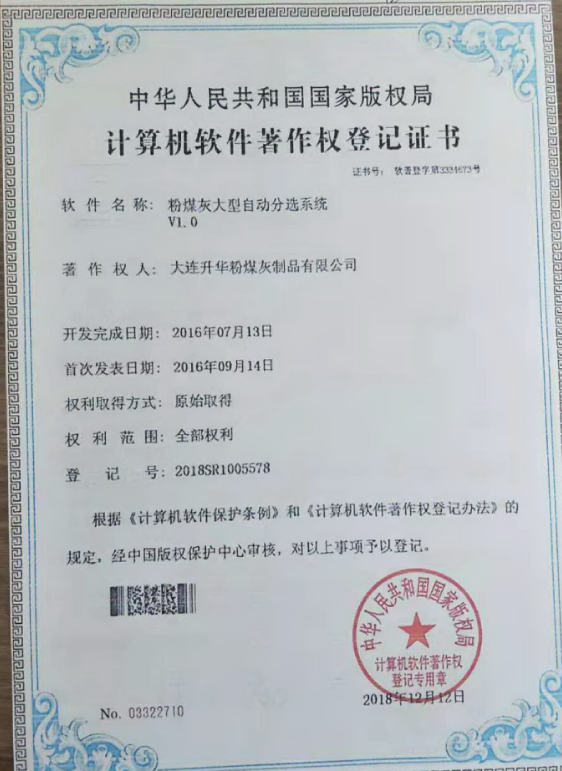 中华人民共和国国家版权局
计算机软件著作权登记证书
证书号： 软著登字第3334673号
软件名称： 粉煤灰大型自动分选系统
V1.0
著作权人： 大连升华粉煤灰制品有限公司
开发完成日期： 2016年07月13日
首次发表日期： 2016年09月14日
权利取得方式： 原始取得
权利范围： 全部权利
登记号： 2018SR1005578
根据《计算机软件保护条例》和《计算机软件著作权登记办法》的
规定，经中国版权保护中心审核，对以上事项予以登记。
中华人民共和国国家版权局
计算机软件著作权
登记专用章
2018年12月12日
No. 03322710